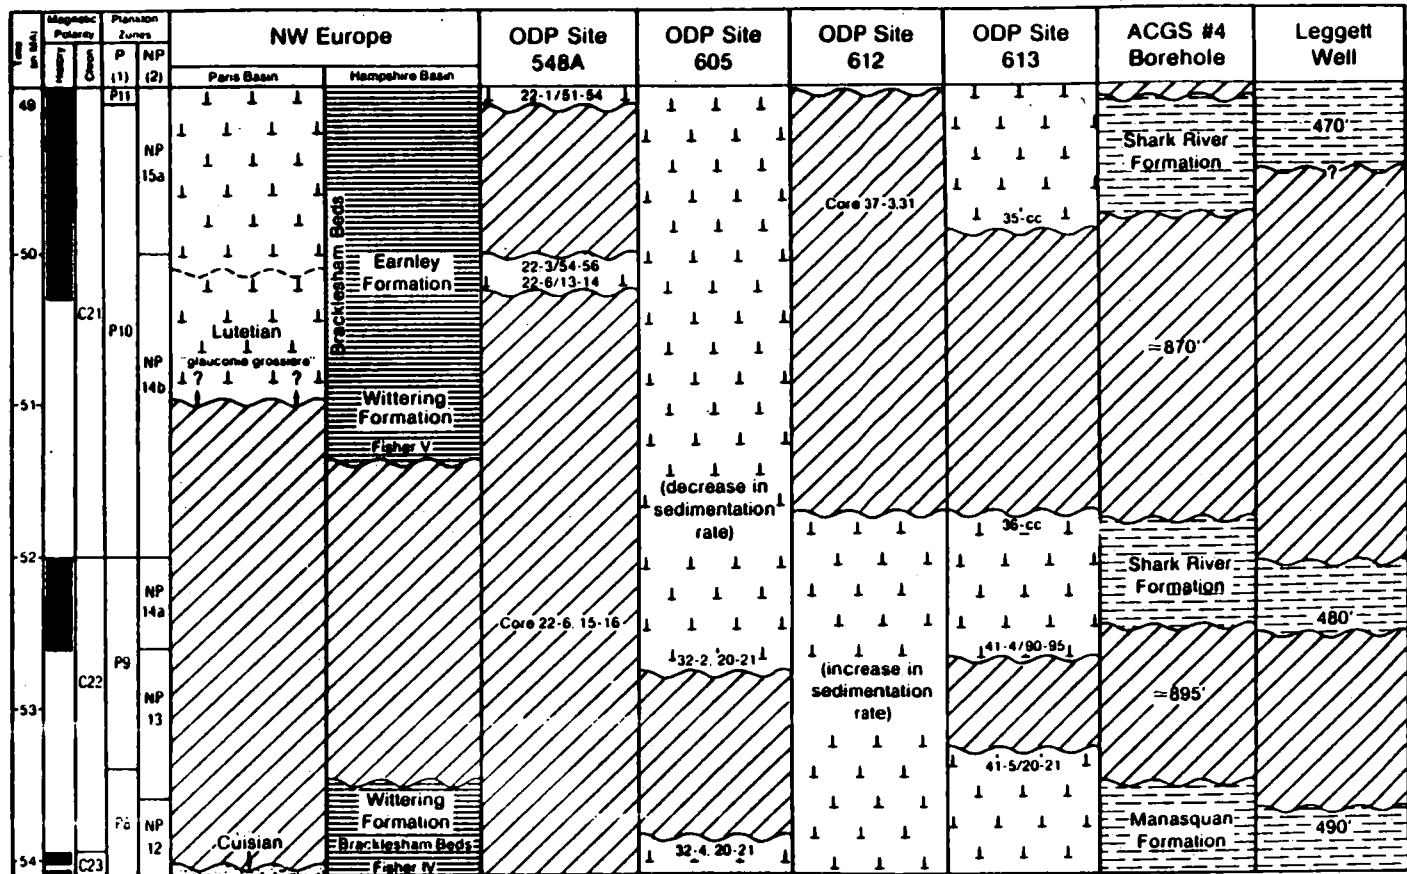 Time
(in MA)
Magnetic
Polarity
History
Chron
Plankton
Zones
P
(1)
NP
(2)
NW Europe
Paris Basin
Hampshire Basin
ODP Site
548A
ODP Site
605
ODP Site
612
ODP Site
613
ACGS #4
Borehole
Leggett
Well
49
50
51
52
53
54
C21
C22
C23
P11
P10
P9
P8
NP
15a
NP
14b
NP
14a
NP
13
NP
12
Lutetian
"glauconie grossiere"
?
?
Cuisian
Bracklesham Beds
Earnley
Formation
Wittering
Formation
Fisher V
Wittering
Formation
Bracklesham Beds
Fisher IV
22-1/51-54
22-3/54-56
22-6/13-14
Core 22-6, 15-16
(decrease in
sedimentation
rate)
32-2, 20-21
32-4, 20-21
Core 37-3,31
(increase in
sedimentation
rate)
35-cc
36-cc
41-4/90-95
41-5/20-21
Shark River
Formation
≈870'
Shark River
Formation
≈895'
Manasquan
Formation
470'
?
480'
490'